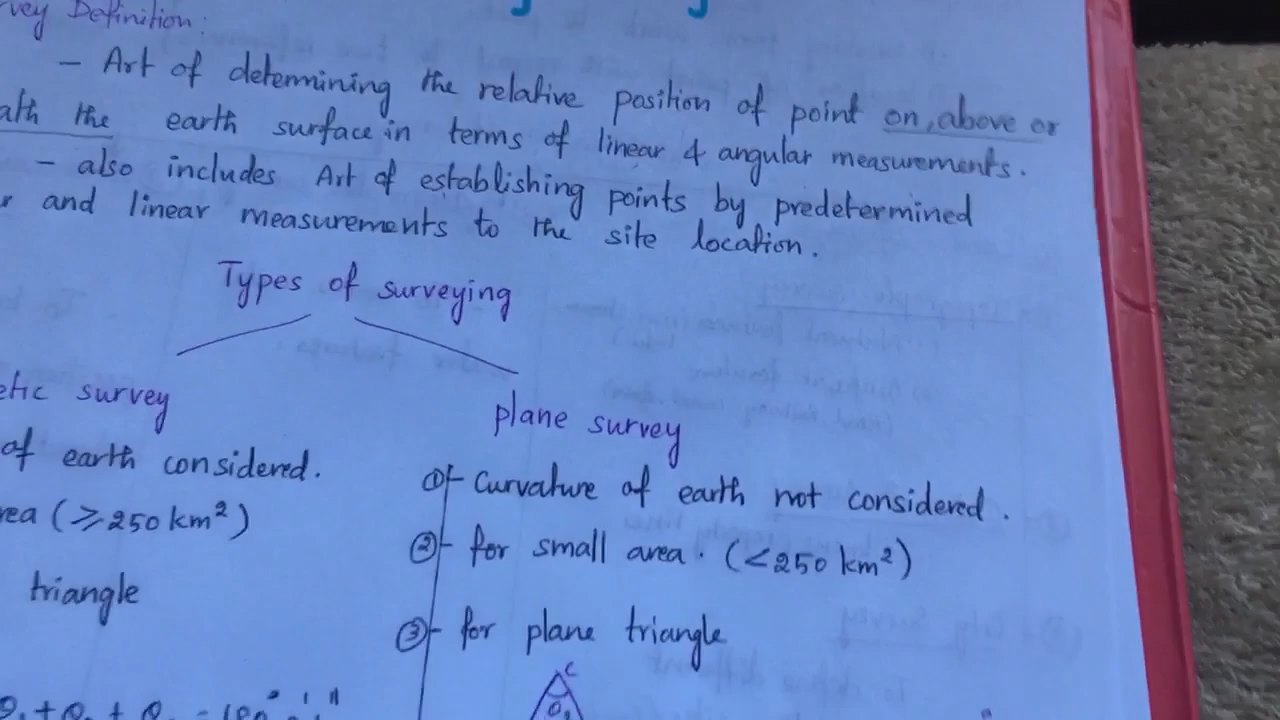 vey Definition:
- Art of determining the relative position of point on, above or
ath the earth surface in terms of linear & angular measurements.
- also includes Art of establishing points by predetermined
r and linear measurements to the site location.
Types of surveying
etic survey
plane survey
of earth considered.
①- Curvature of earth not considered.
rea (≥250 km²)
②- for small area. (<250 km²)
triangle
③- for plane triangle
C